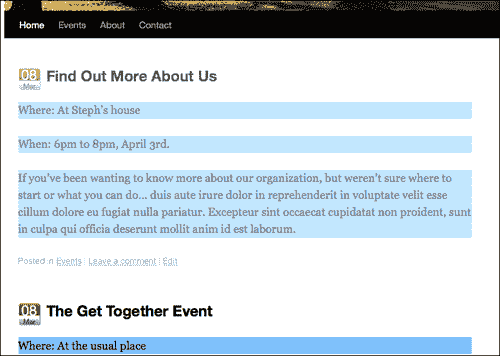 Home Events About Contact
08
Mar
Find Out More About Us
Where: At Steph's house
When: 6pm to 8pm, April 3rd.
If you've been wanting to know more about our organization, but weren't sure where to
start or what you can do... duis aute irure dolor in reprehenderit in voluptate velit esse
cillum dolore eu fugiat nulla pariatur. Excepteur sint occaecat cupidatat non proident, sunt
in culpa qui officia deserunt mollit anim id est laborum.
Posted in Events | Leave a comment | Edit
08
Mar
The Get Together Event
Where: At the usual place